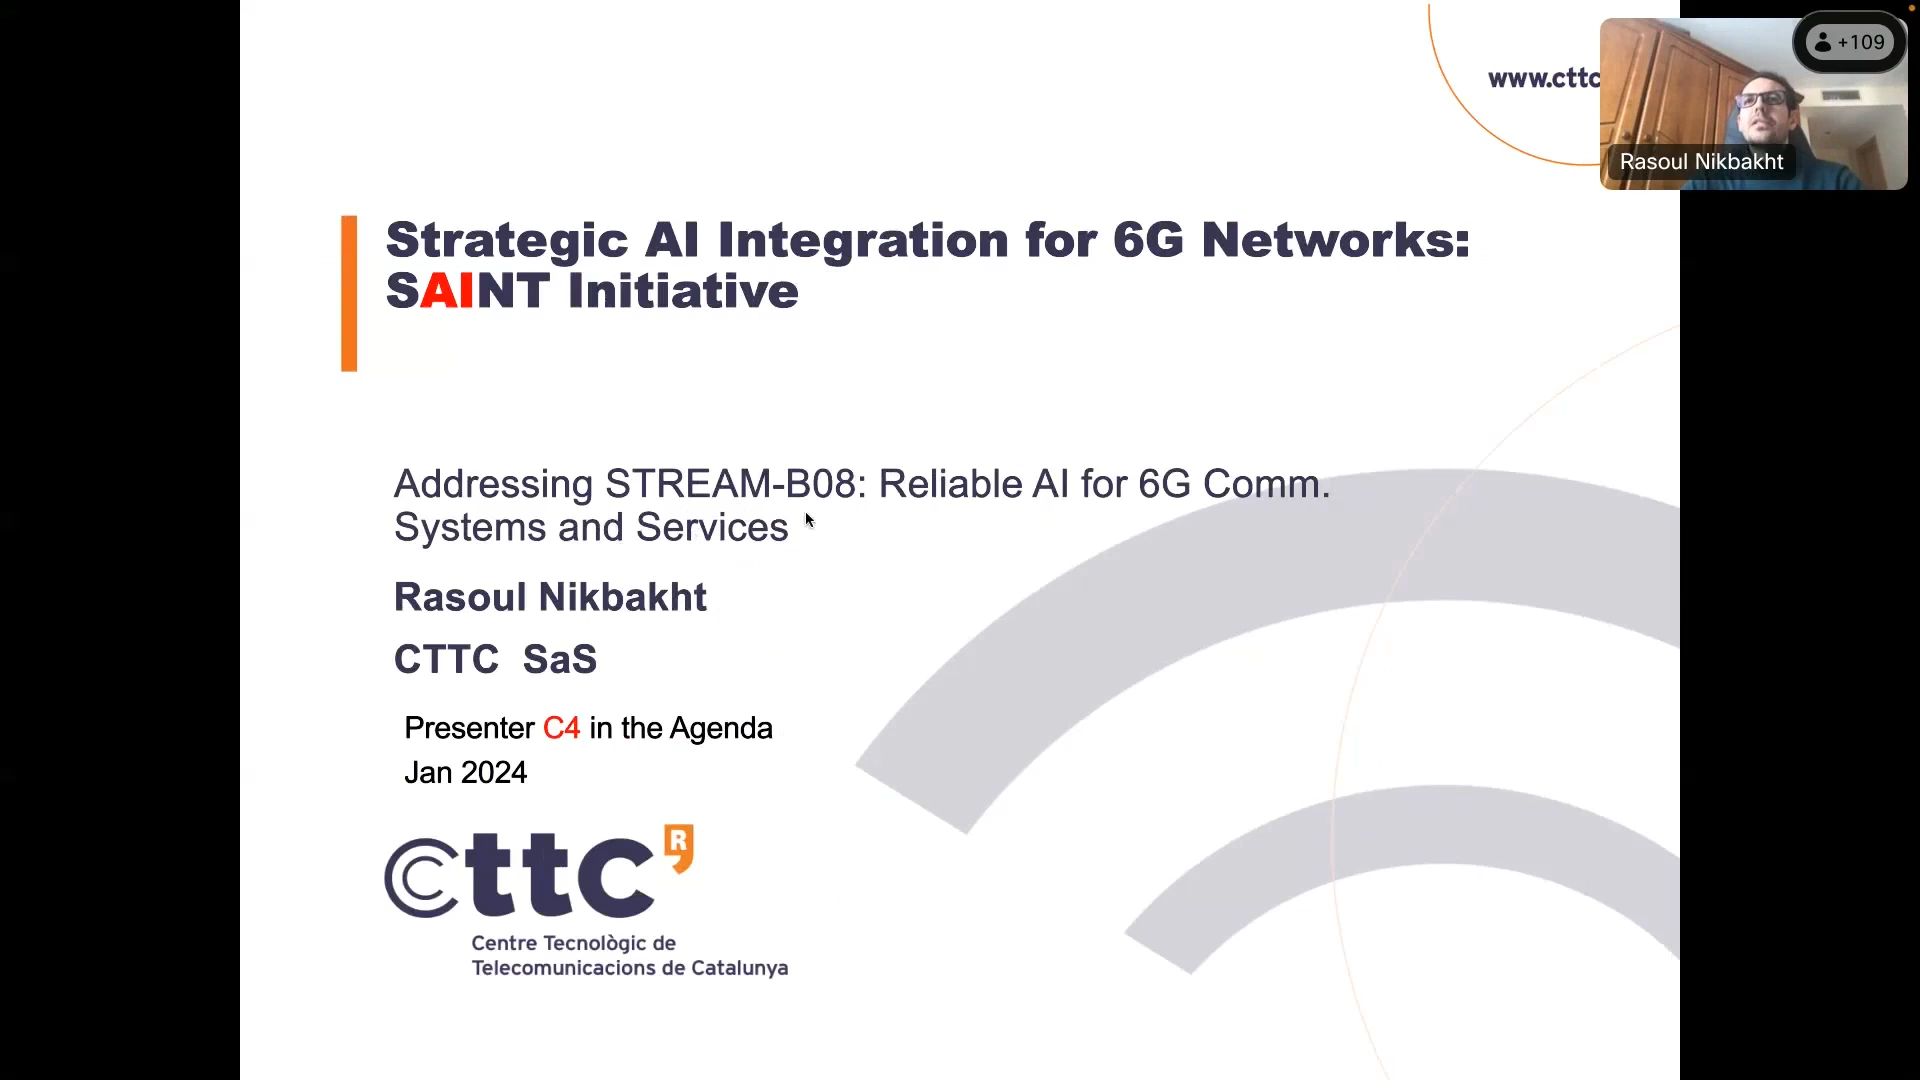 www.cttc
+109
Rasoul Nikbakht
Strategic AI Integration for 6G Networks:
SAINT Initiative
Addressing STREAM-B08: Reliable AI for 6G Comm.
Systems and Services
Rasoul Nikbakht
CTTC SaS
Presenter C4 in the Agenda
Jan 2024
cttc R
Centre Tecnològic de
Telecomunicacions de Catalunya